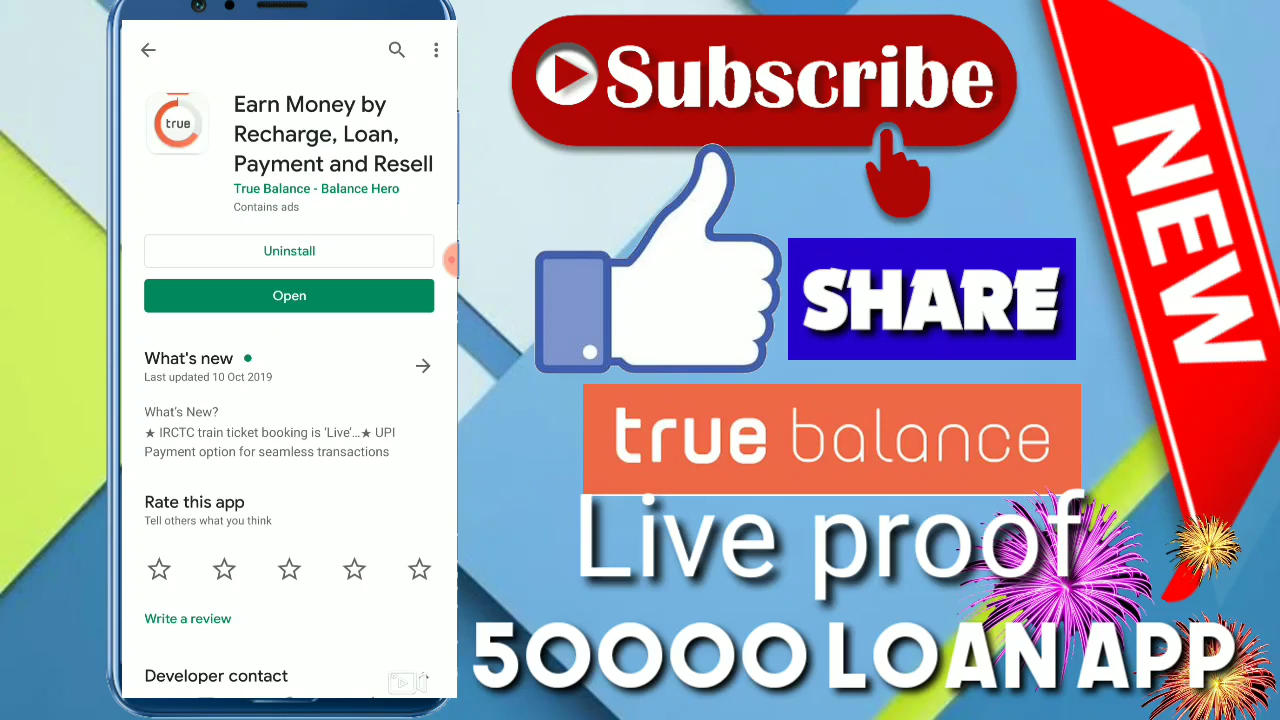 Earn Money by
Recharge, Loan,
Payment and Resell
True Balance - Balance Hero
Contains ads
true
Uninstall
Open
What's new
Last updated 10 Oct 2019
What's New?
★ IRCTC train ticket booking is 'Live'...★ UPI
Payment option for seamless transactions
Rate this app
Tell others what you think
Write a review
Developer contact
Subscribe
SHARE
NEW
true balance
Live proof
50000 LOAN APP